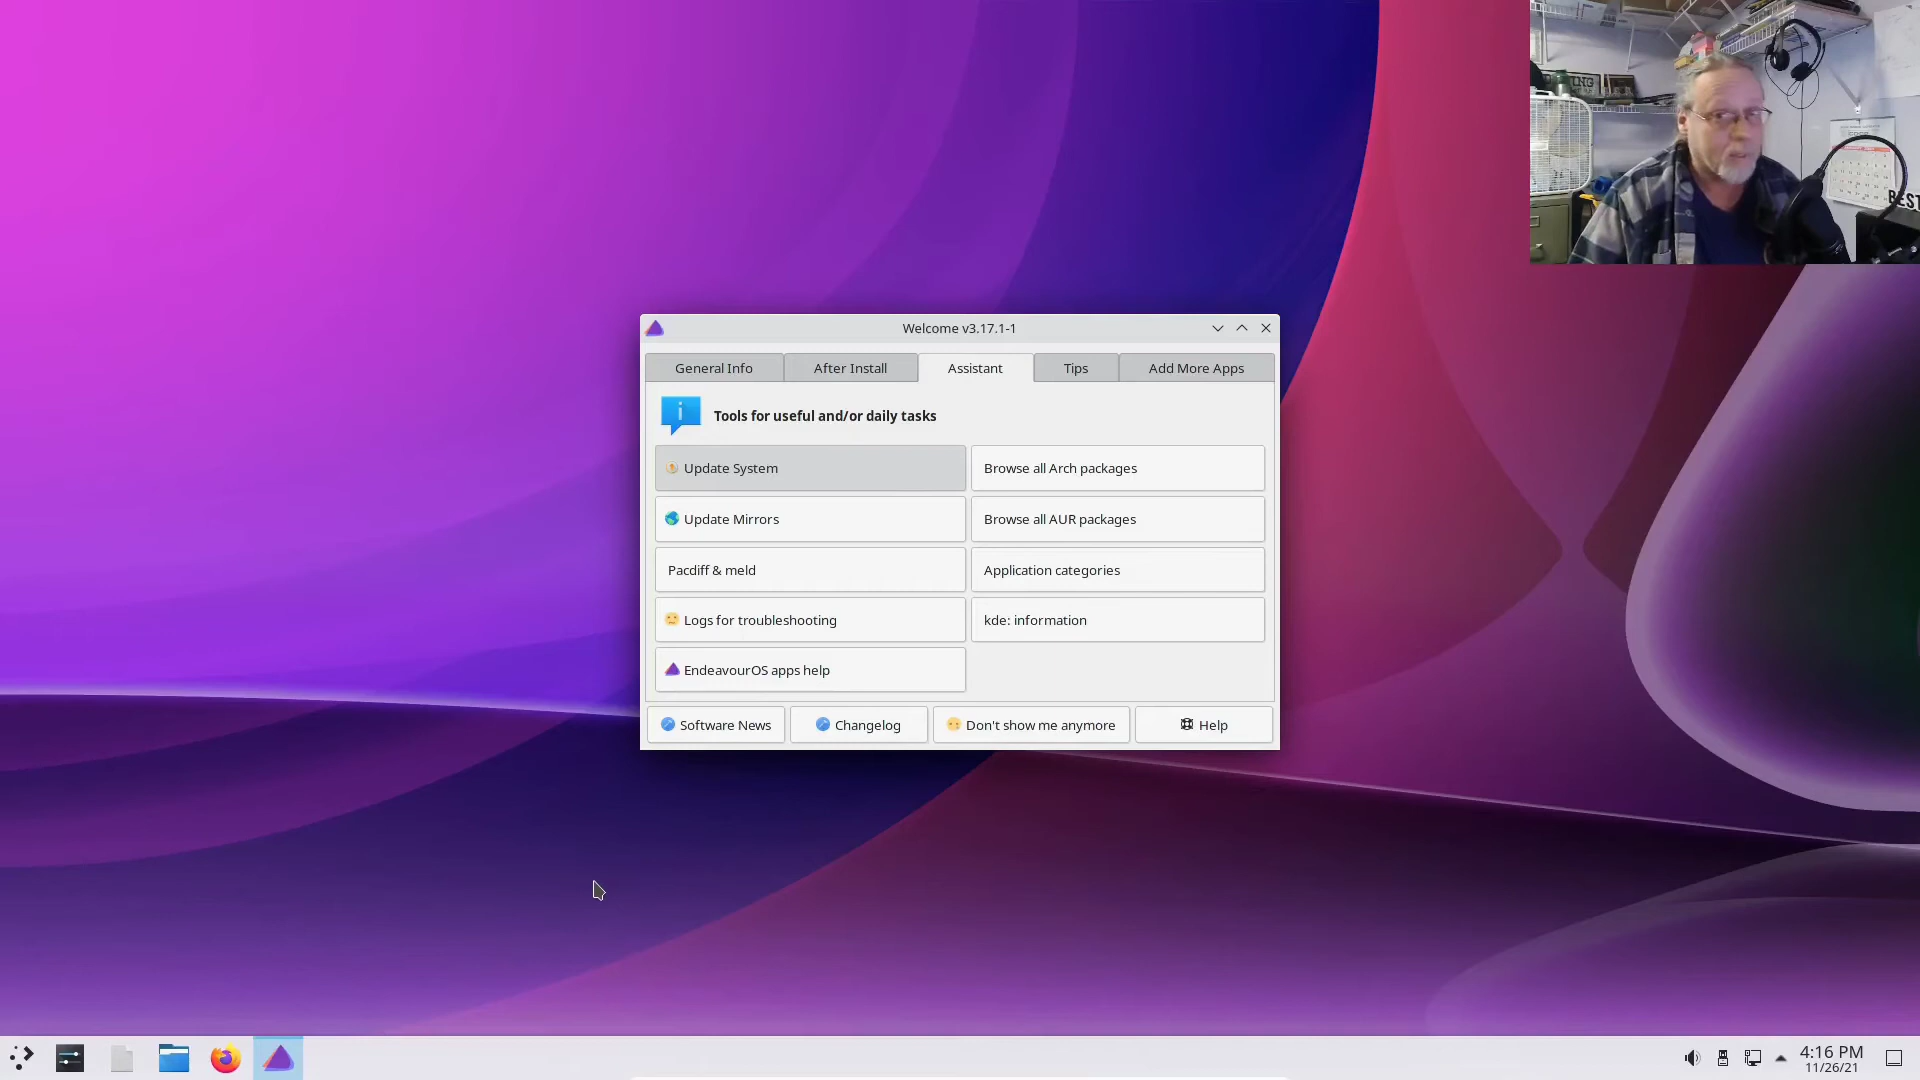 Welcome v3.17.1-1
General Info
After Install
Assistant
Tips
Add More Apps
Tools for useful and/or daily tasks
Update System
Browse all Arch packages
Update Mirrors
Browse all AUR packages
Pacdiff & meld
Application categories
Logs for troubleshooting
kde: information
EndeavourOS apps help
Software News
Changelog
Don't show me anymore
Help
BEST
4:16 PM
11/26/21